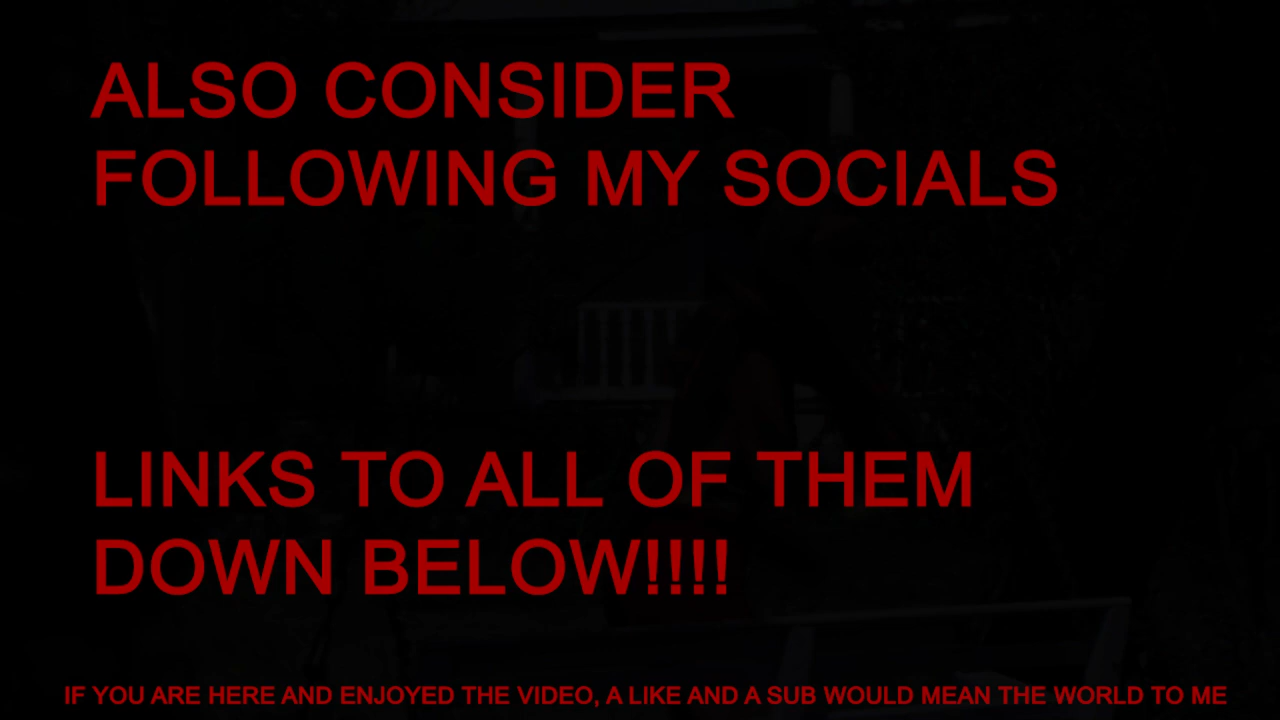 ALSO CONSIDER
FOLLOWING MY SOCIALS
LINKS TO ALL OF THEM
DOWN BELOW!!!!
IF YOU ARE HERE AND ENJOYED THE VIDEO, A LIKE AND A SUB WOULD MEAN THE WORLD TO ME